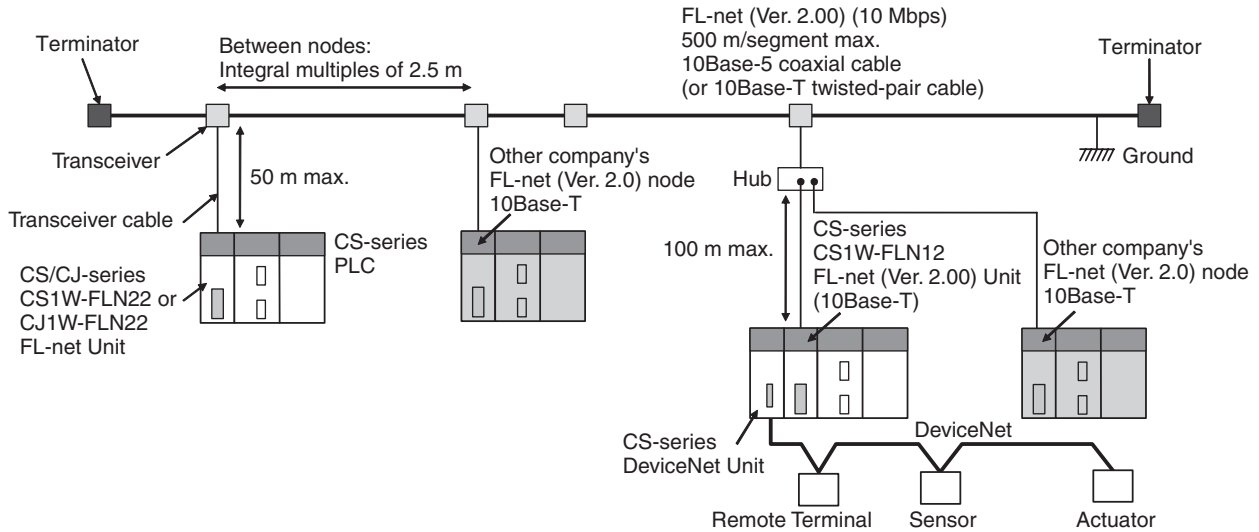 Terminator
Between nodes:
Integral multiples of 2.5 m
FL-net (Ver. 2.00) (10 Mbps)
500 m/segment max.
10Base-5 coaxial cable
(or 10Base-T twisted-pair cable)
Terminator
Transceiver
50 m max.
Transceiver cable
Other company's
FL-net (Ver. 2.0) node
10Base-T
Hub
Ground
CS/CJ-series
CS1W-FLN22 or
CJ1W-FLN22
FL-net Unit
CS-series
PLC
100 m max.
CS-series
CS1W-FLN12
FL-net (Ver. 2.00) Unit
(10Base-T)
Other company's
FL-net (Ver. 2.0) node
10Base-T
CS-series
DeviceNet Unit
DeviceNet
Remote Terminal
Sensor
Actuator